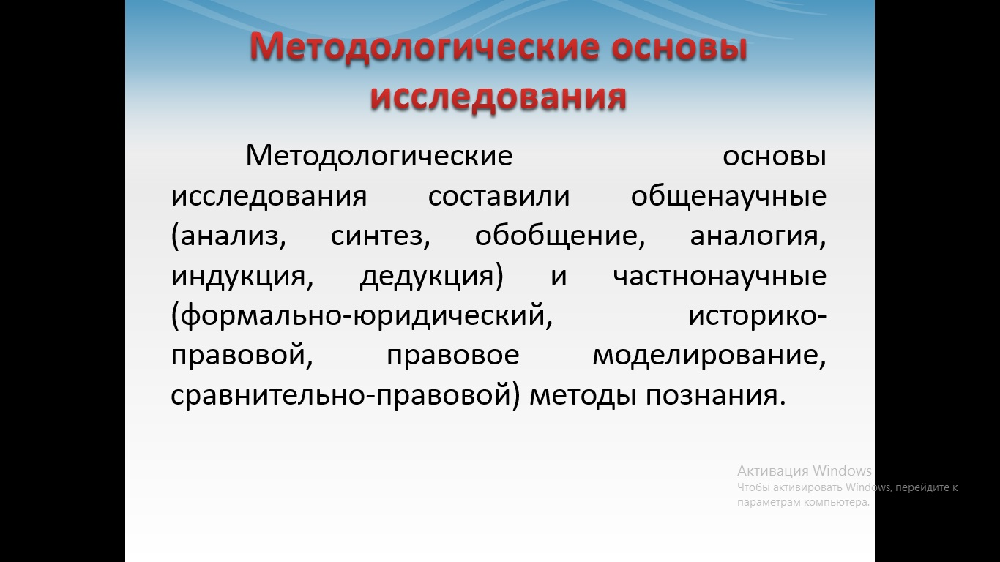 Методологические основы
исследования
Методологические основы
исследования составили общенаучные
(анализ, синтез, обобщение, аналогия,
индукция, дедукция) и частнонаучные
(формально-юридический, историко-
правовой, правовое моделирование,
сравнительно-правовой) методы познания.
Активация Windows
Чтобы активировать Windows, перейдите к
параметрам компьютера.